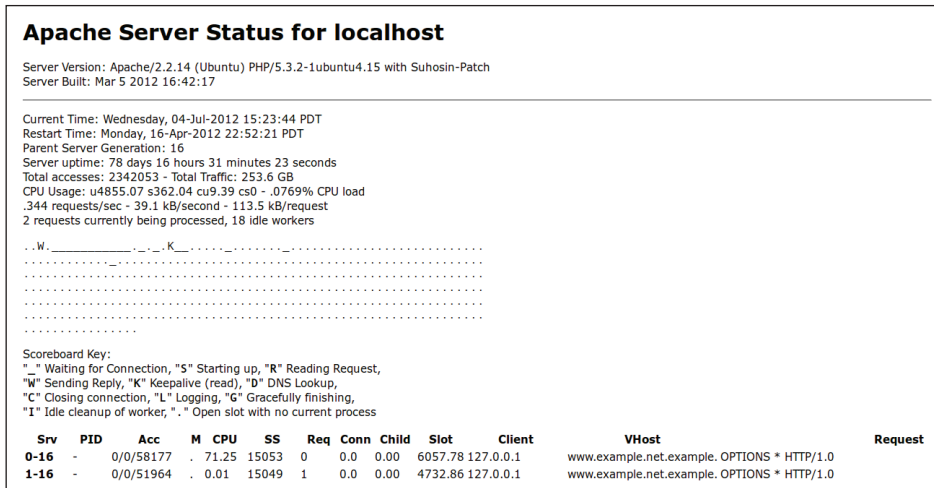 Apache Server Status for localhost
Server Version: Apache/2.2.14 (Ubuntu) PHP/5.3.2-1ubuntu4.15 with Suhosin-Patch
Server Built: Mar 5 2012 16:42:17
Current Time: Wednesday, 04-Jul-2012 15:23:44 PDT
Restart Time: Monday, 16-Apr-2012 22:52:21 PDT
Parent Server Generation: 16
Server uptime: 78 days 16 hours 31 minutes 23 seconds
Total accesses: 2342053 - Total Traffic: 253.6 GB
CPU Usage: u4855.07 s362.04 cu9.39 cs0 - .0769% CPU load
.344 requests/sec - 39.1 kB/second - 113.5 kB/request
2 requests currently being processed, 18 idle workers
..W.___________._._.K__....._......._...........................
............_...................................................
................................................................
................................................................
................................................................
................................................................
................
Scoreboard Key:
"_" Waiting for Connection, "S" Starting up, "R" Reading Request,
"W" Sending Reply, "K" Keepalive (read), "D" DNS Lookup,
"C" Closing connection, "L" Logging, "G" Gracefully finishing,
"I" Idle cleanup of worker, "." Open slot with no current process
Srv PID Acc M CPU SS Req Conn Child Slot Client VHost Request
0-16 - 0/0/58177 . 71.25 15053 0 0.0 0.00 6057.78 127.0.0.1 www.example.net.example. OPTIONS * HTTP/1.0
1-16 - 0/0/51964 . 0.01 15049 1 0.0 0.00 4732.86 127.0.0.1 www.example.net.example. OPTIONS * HTTP/1.0